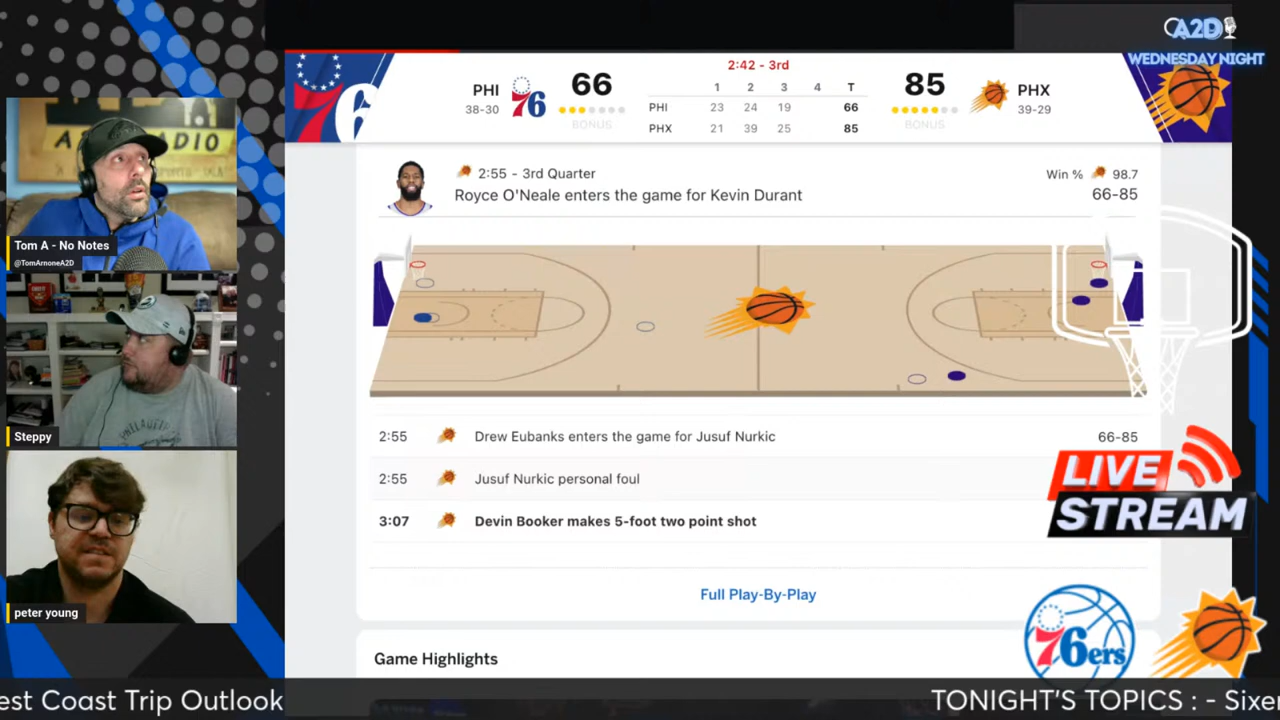 A2D
WEDNESDAY NIGHT
RADIO
Tom A - No Notes
@TomArnoneA2D
Steppy
peter young
76
PHI
38-30
76
66
BONUS
2:42 - 3rd
1 2 3 4 T
PHI 23 24 19 66
PHX 21 39 25 85
85
BONUS
PHX
39-29
2:55 - 3rd Quarter
Royce O'Neale enters the game for Kevin Durant
Win % 98.7
66-85
2:55 Drew Eubanks enters the game for Jusuf Nurkic 66-85
2:55 Jusuf Nurkic personal foul
3:07 Devin Booker makes 5-foot two point shot
Full Play-By-Play
Game Highlights
LIVE
STREAM
76ers
est Coast Trip Outlook
TONIGHT'S TOPICS : - Sixer